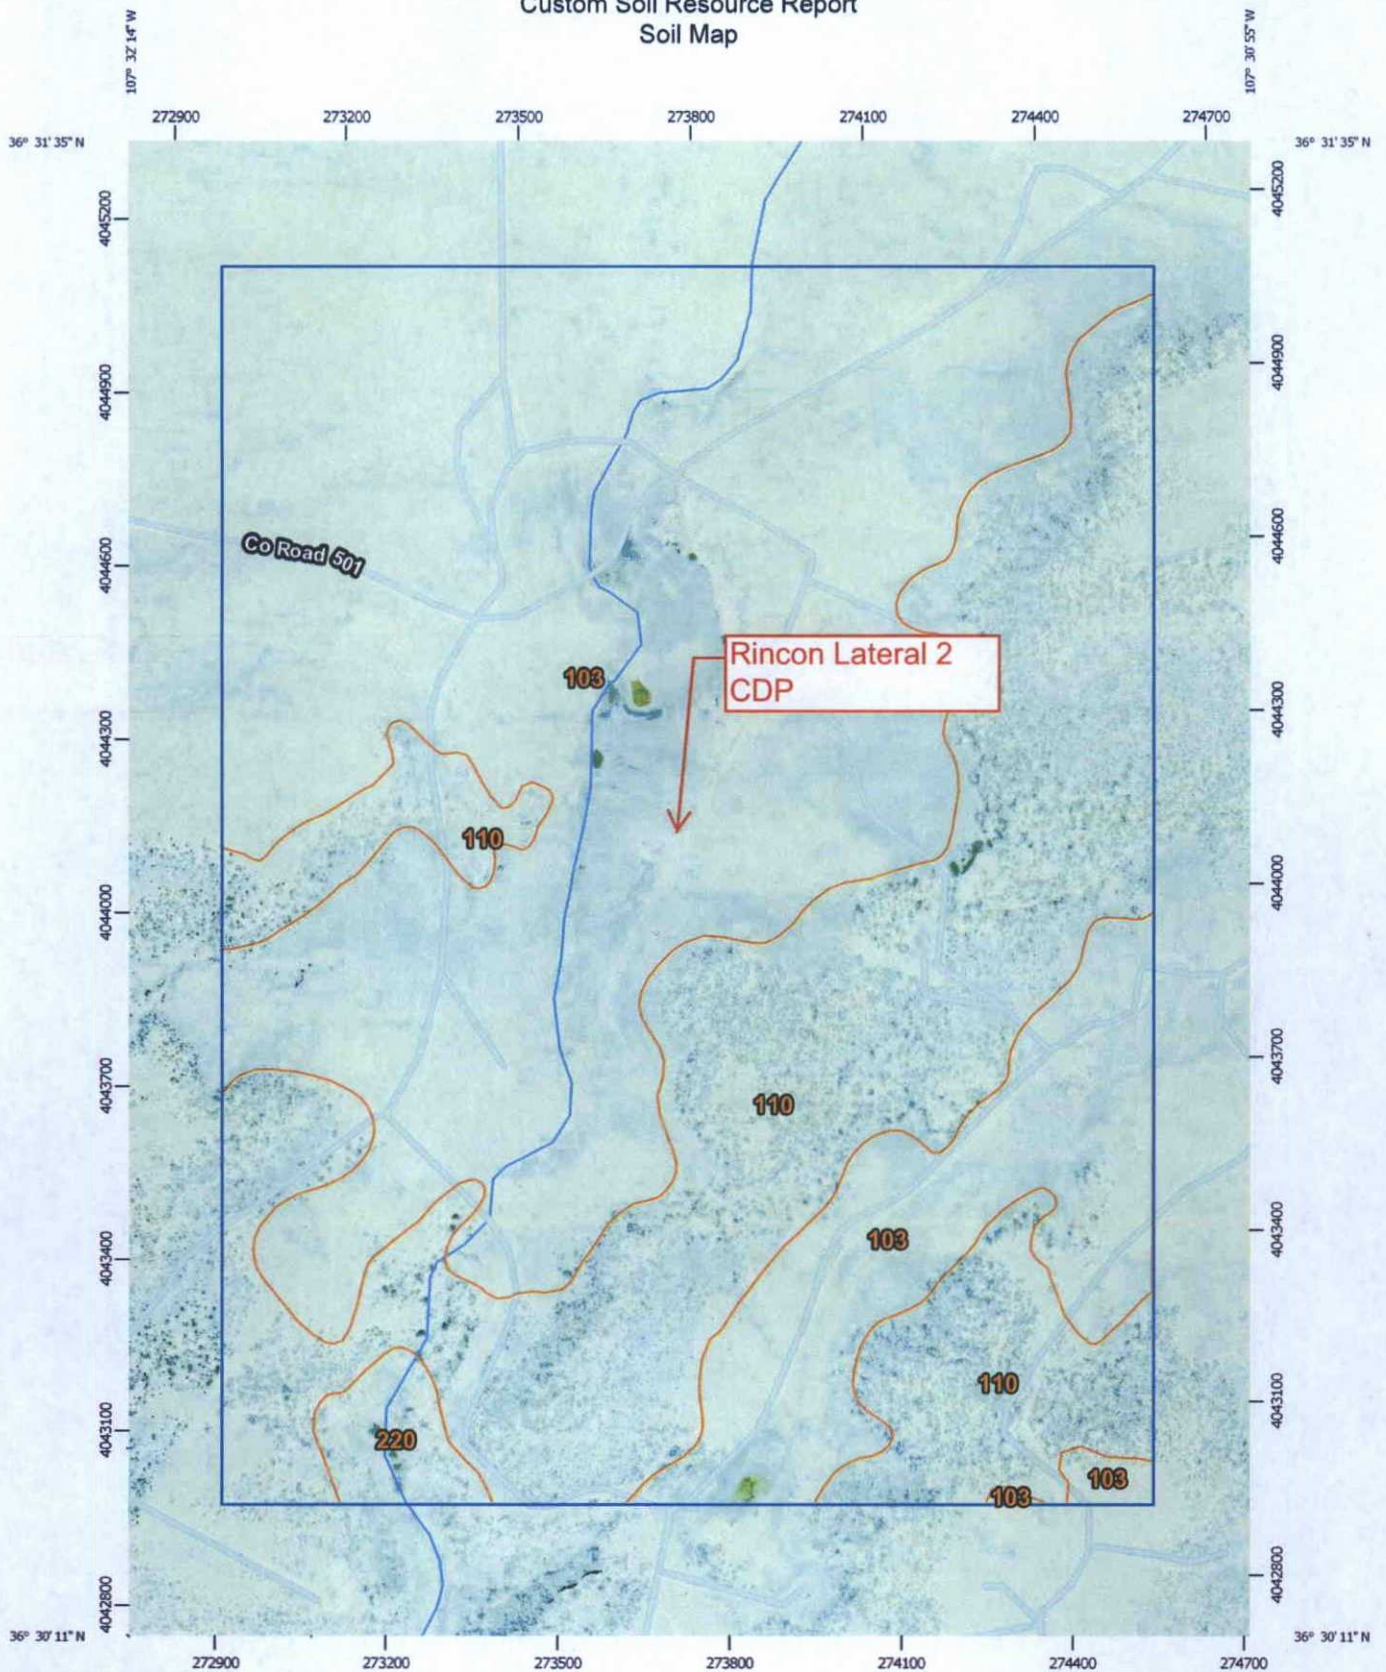 Custom Soil Resource Report
Soil Map
107° 32' 14" W
107° 30' 55" W
272900 273200 273500 273800 274100 274400 274700
36° 31' 35" N
36° 31' 35" N
4045200
4045200
4044900
4044900
4044600
4044600
Co Road 501
Rincon Lateral 2
CDP
103
4044300
4044300
110
4044000
4044000
4043700
4043700
110
4043400
4043400
103
110
4043100
4043100
220
103
103
4042800
4042800
36° 30' 11" N
36° 30' 11" N
272900 273200 273500 273800 274100 274400 274700